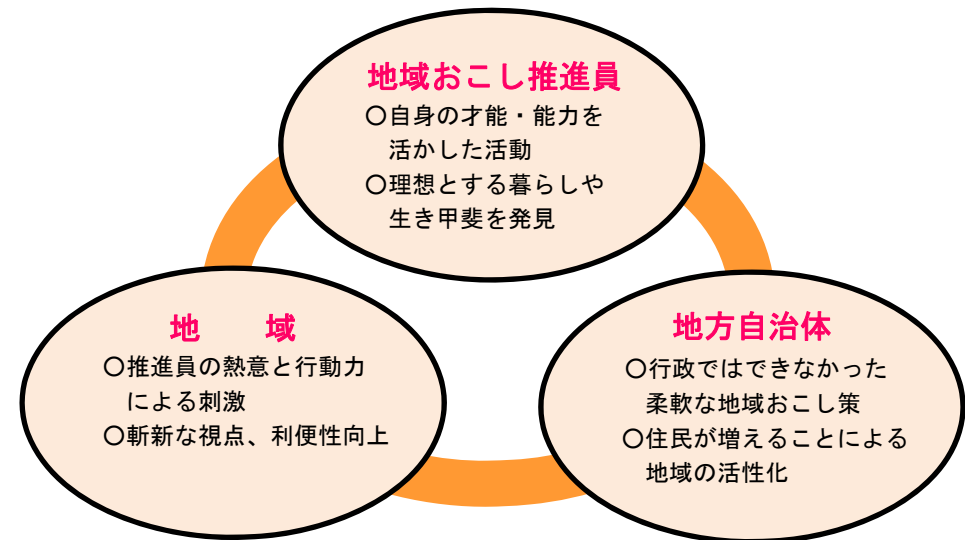 地域おこし推進員
〇自身の才能・能力を
活かした活動
〇理想とする暮らしや
生き甲斐を発見
地　　域
〇推進員の熱意と行動力
による刺激
〇斬新な視点、利便性向上
地方自治体
〇行政ではできなかった
柔軟な地域おこし策
〇住民が増えることによる
地域の活性化